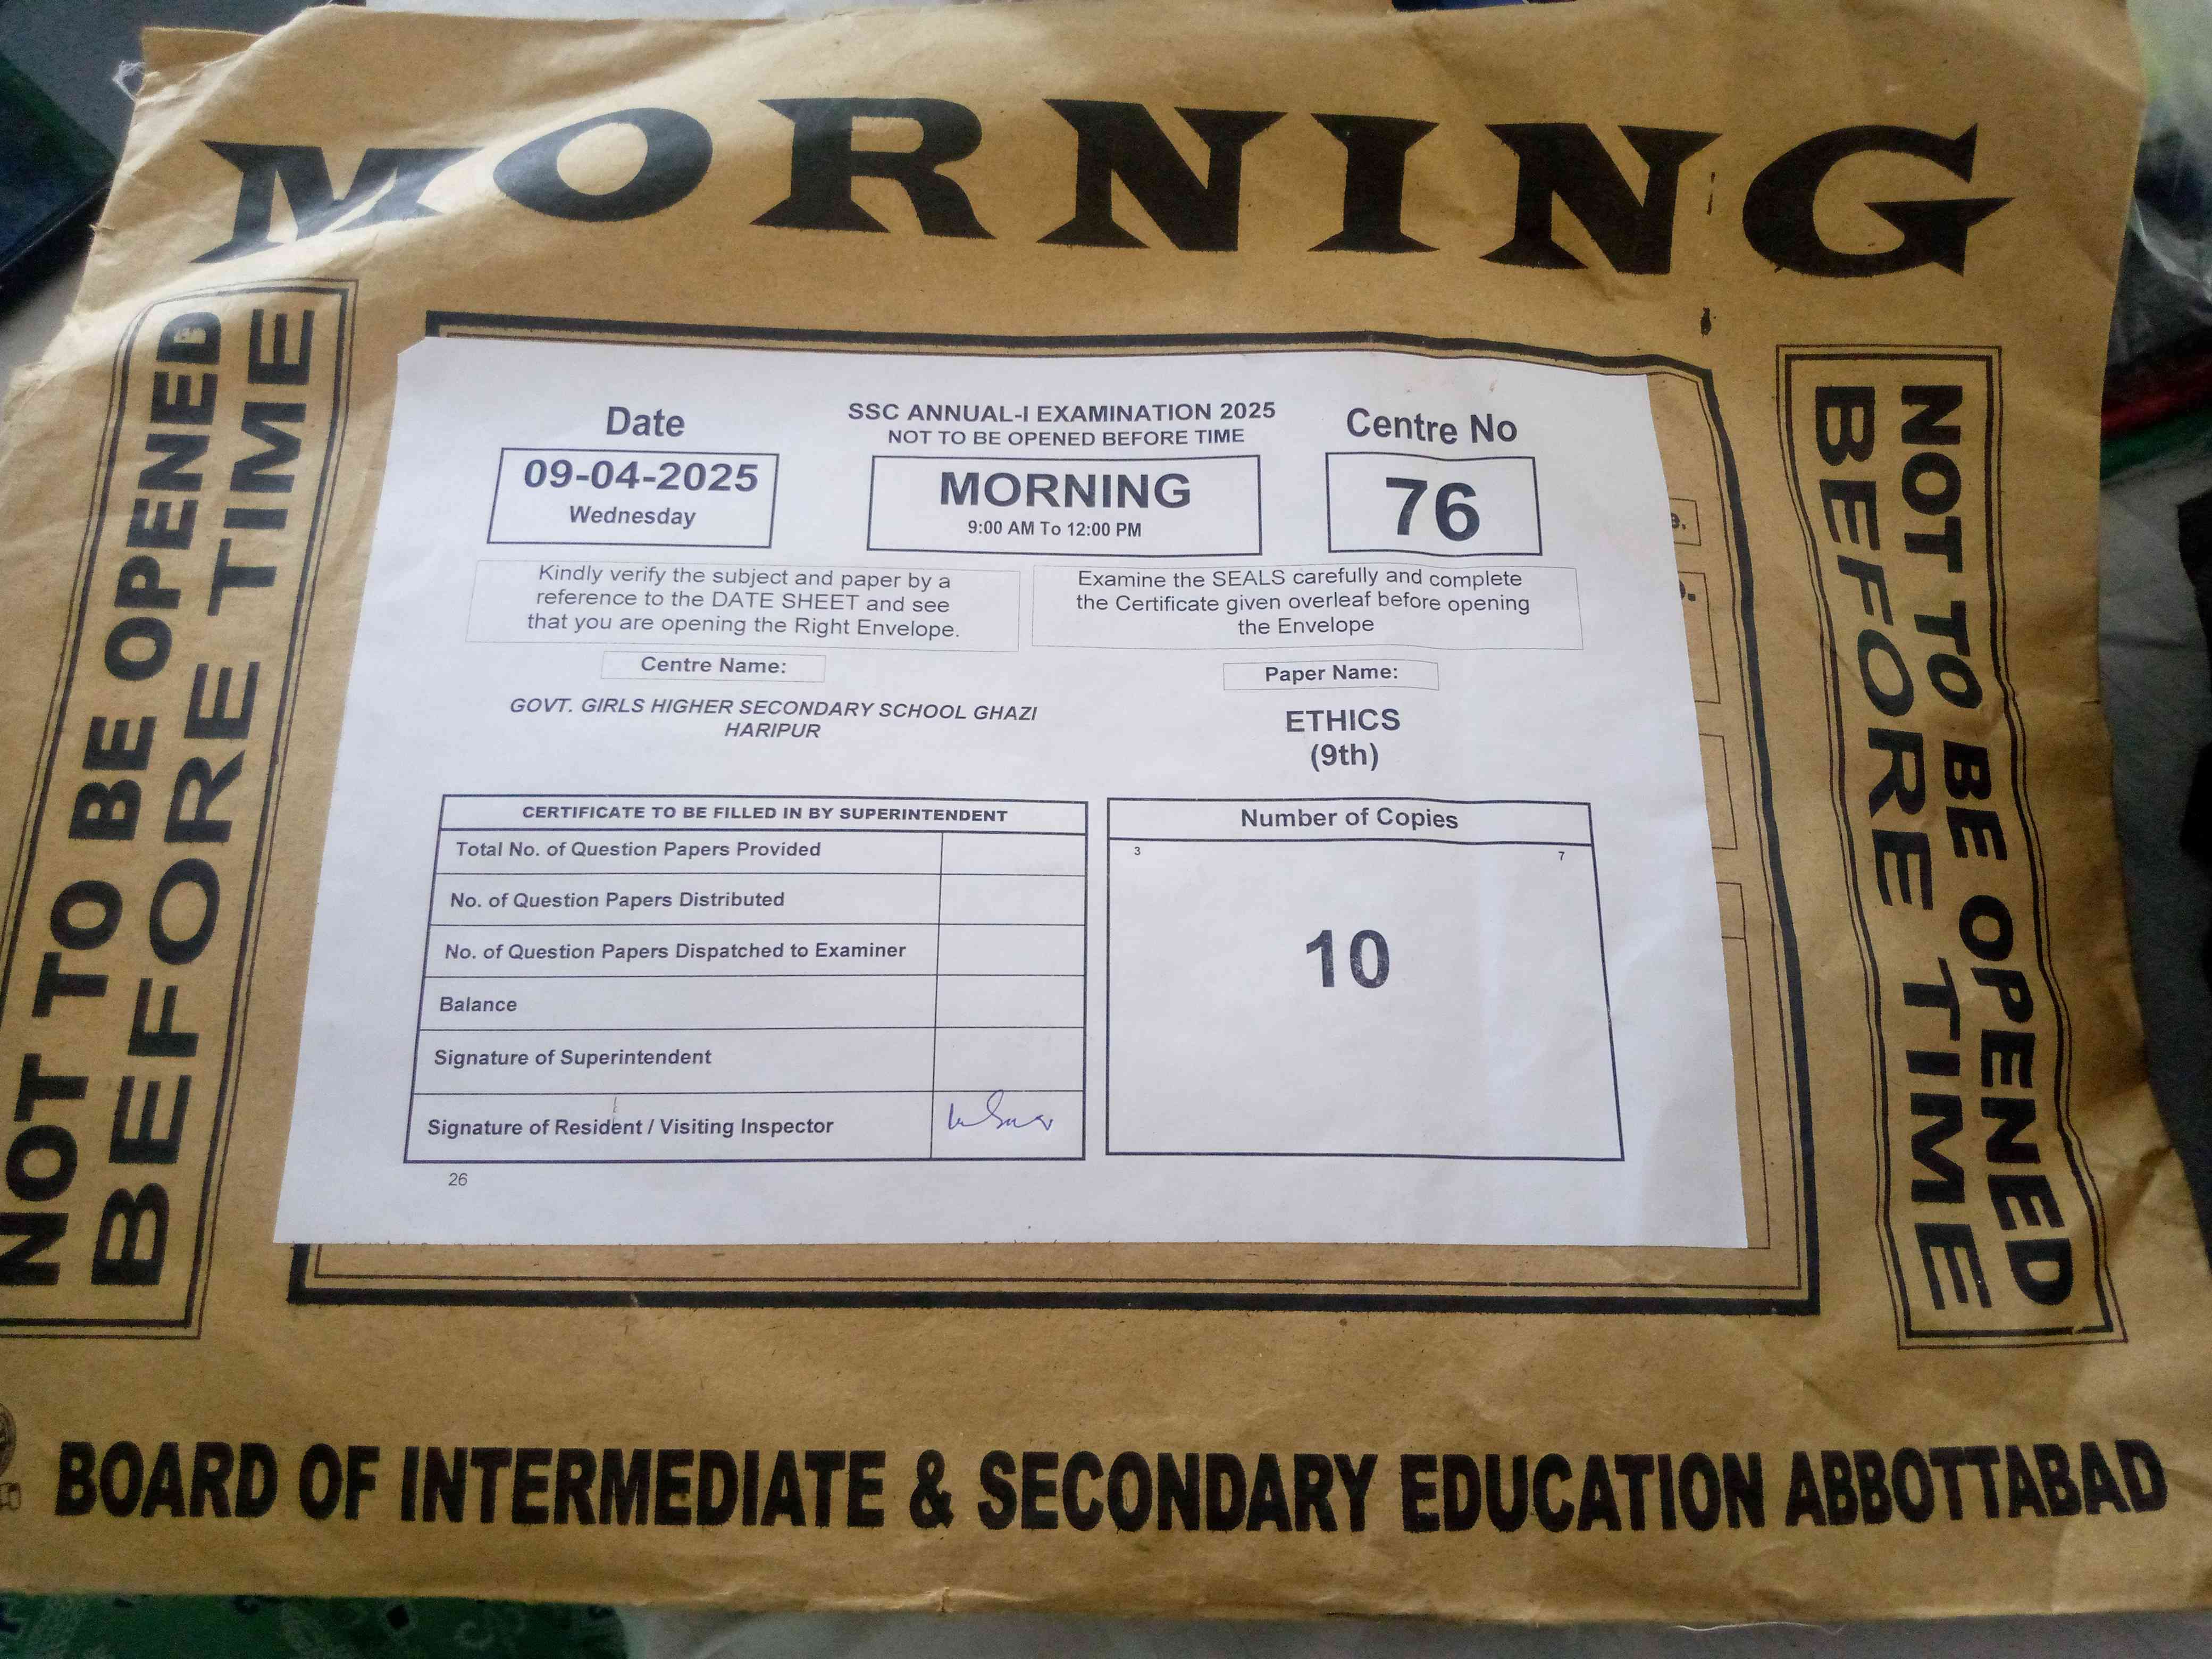 MORNING
NOT TO BE OPENED
BEFORE TIME
Date
09-04-2025
Wednesday
SSC ANNUAL-I EXAMINATION 2025
NOT TO BE OPENED BEFORE TIME
MORNING
9:00 AM To 12:00 PM
Centre No
76
Kindly verify the subject and paper by a
reference to the DATE SHEET and see
that you are opening the Right Envelope.
Examine the SEALS carefully and complete
the Certificate given overleaf before opening
the Envelope
Centre Name:
GOVT. GIRLS HIGHER SECONDARY SCHOOL GHAZI
HARIPUR
Paper Name:
ETHICS
(9th)
CERTIFICATE TO BE FILLED IN BY SUPERINTENDENT
Total No. of Question Papers Provided
No. of Question Papers Distributed
No. of Question Papers Dispatched to Examiner
Balance
Signature of Superintendent
Signature of Resident / Visiting Inspector
26
Number of Copies
3 7
10
NOT TO BE OPENED
BEFORE TIME
BOARD OF INTERMEDIATE & SECONDARY EDUCATION ABBOTTABAD